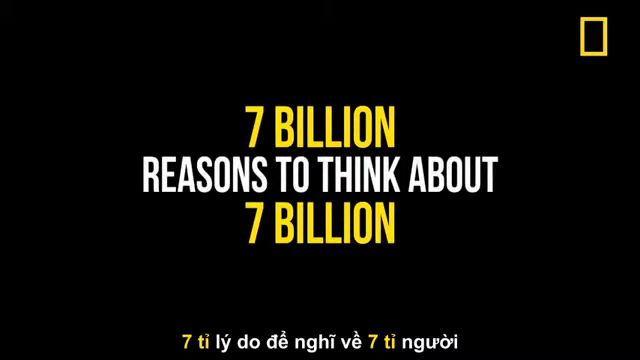 7 BILLION
REASONS TO THINK ABOUT
7 BILLION
7 tỉ lý do để nghĩ về 7 tỉ người